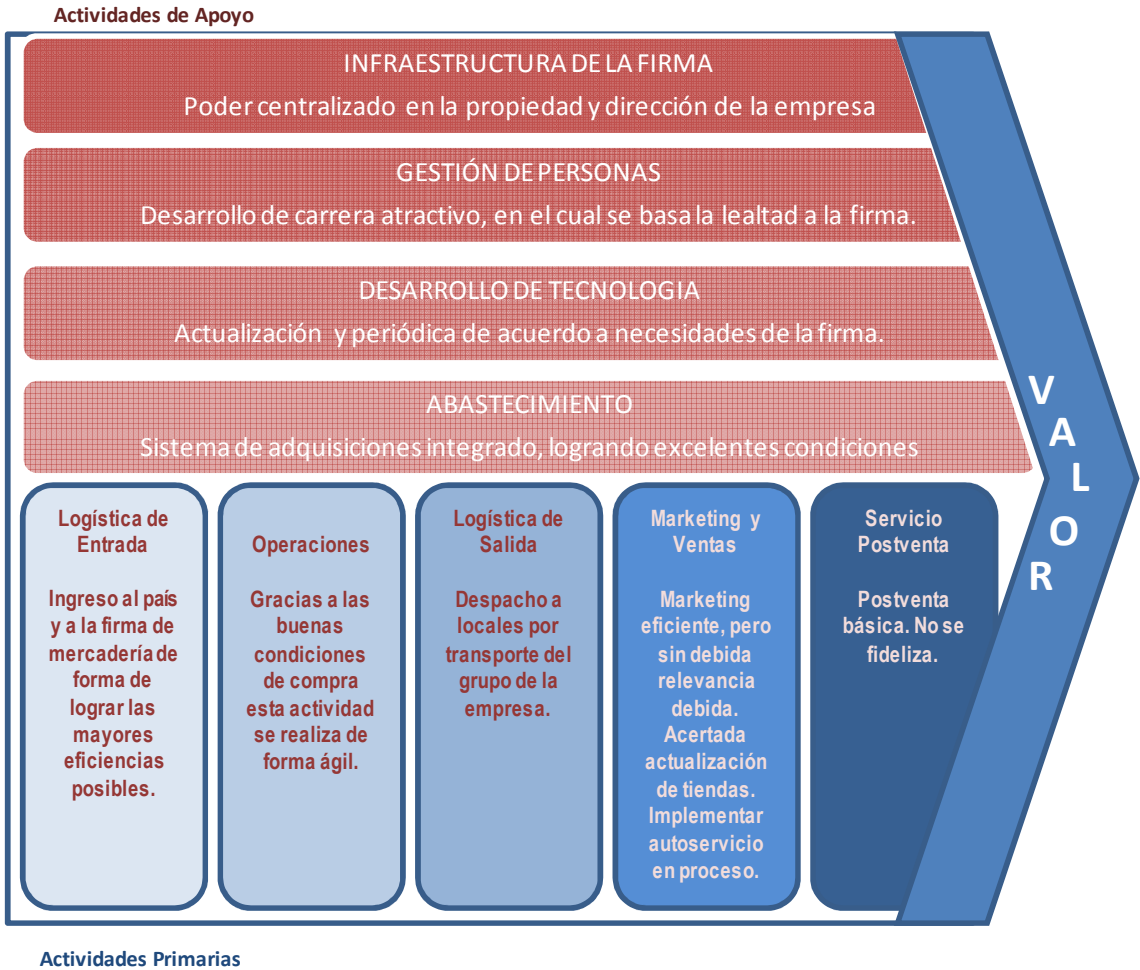 Actividades de Apoyo
INFRAESTRUCTURA DE LA FIRMA
Poder centralizado en la propiedad y dirección de la empresa
GESTIÓN DE PERSONAS
Desarrollo de carrera atractivo, en el cual se basa la lealtad a la firma.
DESARROLLO DE TECNOLOGIA
Actualización y periódica de acuerdo a necesidades de la firma.
ABASTECIMIENTO
Sistema de adquisiciones integrado, logrando excelentes condiciones
Logística de
Entrada
Ingreso al país
y a la firma de
mercadería de
forma de
lograr las
mayores
eficiencias
posibles.
Operaciones
Gracias a las
buenas
condiciones
de compra
esta actividad
se realiza de
forma ágil.
Logística de
Salida
Despacho a
locales por
transporte del
grupo de la
empresa.
Marketing y
Ventas
Marketing
eficiente, pero
sin debida
relevancia
debida.
Acertada
actualización
de tiendas.
Implementar
autoservicio
en proceso.
Servicio
Postventa
Postventa
básica. No se
fideliza.
VALOR
Actividades Primarias